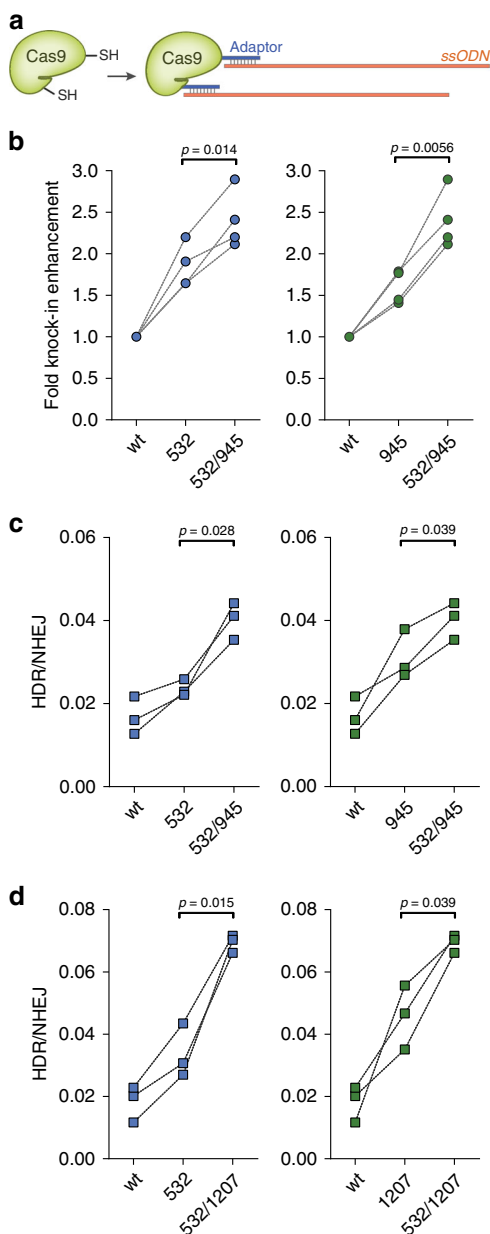 a
Cas9
SH
SH
Cas9
Adaptor
ssODN
b
Fold knock-in enhancement
3.0
2.5
2.0
1.5
1.0
0.5
0.0
p = 0.014
wt
532
532/945
3.0
2.5
2.0
1.5
1.0
0.5
0.0
p = 0.0056
wt
945
532/945
c
HDR/NHEJ
0.06
0.04
0.02
0.00
p = 0.028
wt
532
532/945
0.06
0.04
0.02
0.00
p = 0.039
wt
945
532/945
d
HDR/NHEJ
0.08
0.06
0.04
0.02
0.00
p = 0.015
wt
532
532/1207
0.08
0.06
0.04
0.02
0.00
p = 0.039
wt
1207
532/1207